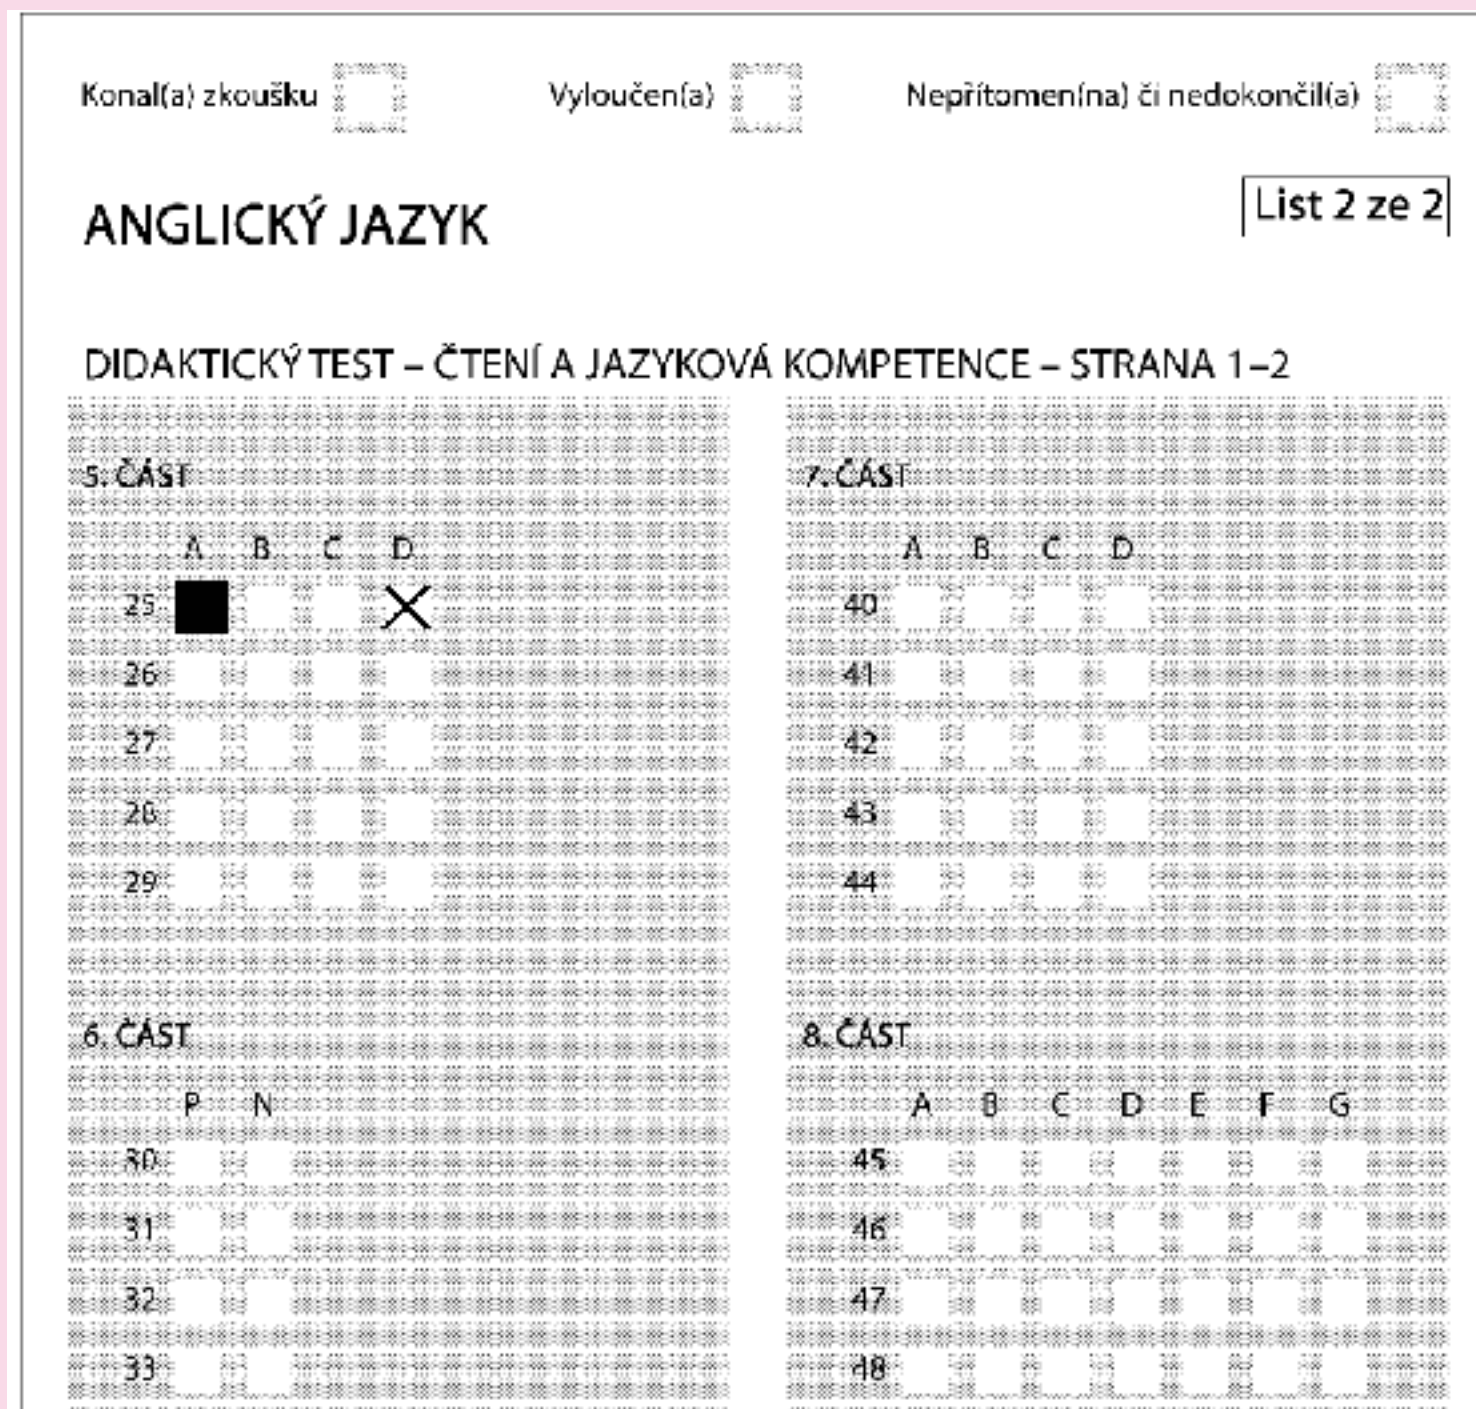 Konal(a) zkoušku
Vyloučen(a)
Nepřítomen(na) či nedokončil(a)
ANGLICKÝ JAZYK
List 2 ze 2
DIDAKTICKÝ TEST – ČTENÍ A JAZYKOVÁ KOMPETENCE – STRANA 1–2
5. ČÁST
A B C D
25
26
27
28
29
6. ČÁST
P N
30
31
32
33
7. ČÁST
A B C D
40
41
42
43
44
8. ČÁST
A B C D E F G
45
46
47
48